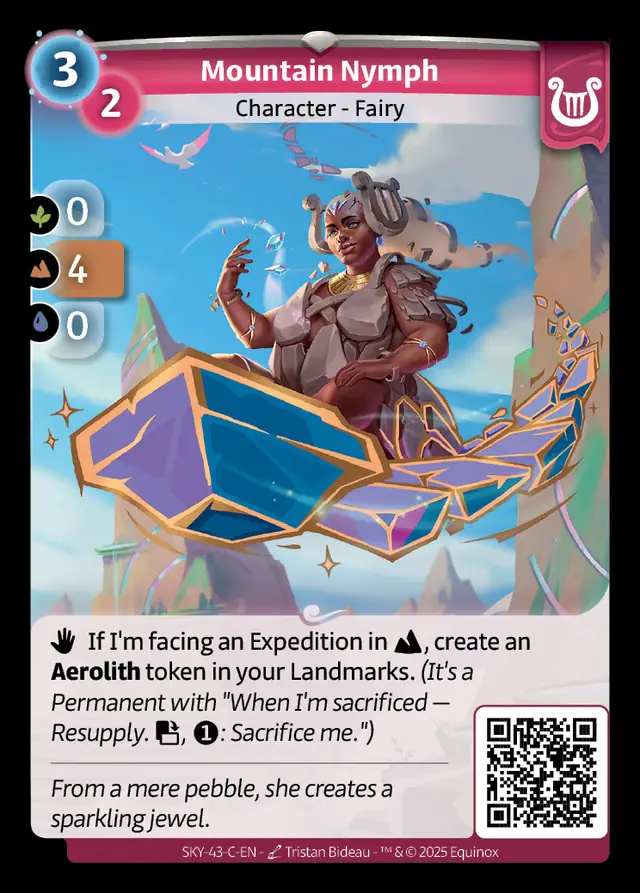 3
2
Mountain Nymph
Character - Fairy
0
4
0
If I'm facing an Expedition in , create an
Aerolith token in your Landmarks. (It's a
Permanent with "When I'm sacrificed —
Resupply. , 1: Sacrifice me.")
From a mere pebble, she creates a
sparkling jewel.
SKY-43-C-EN - Tristan Bideau - ™ & © 2025 Equinox